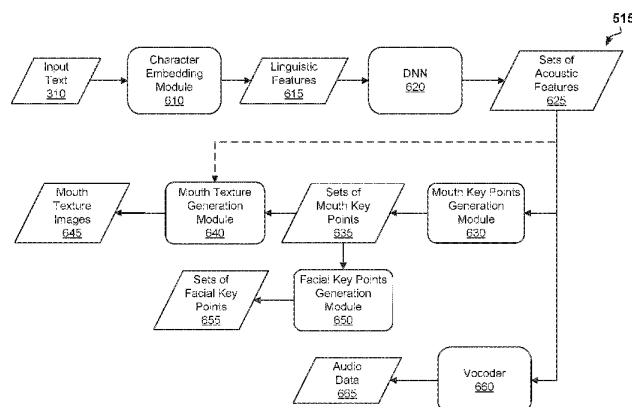 515
Input
Text
310
Character
Embedding
Module
610
Linguistic
Features
615
DNN
620
Sets of
Acoustic
Features
625
Mouth
Texture
Images
645
Mouth Texture
Generation
Module
640
Sets of
Mouth Key
Points
635
Mouth Key
Points Generation
Module
630
Sets of
Facial Key
Points
655
Facial Key Points
Generation
Module
650
Audio
Data
665
Vocoder
660